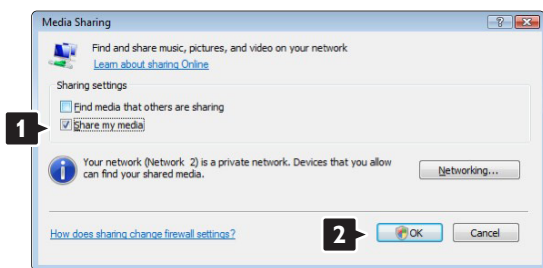 Media Sharing
Find and share music, pictures, and video on your network
Learn about sharing Online
Sharing settings
Find media that others are sharing
1
Share my media
Your network (Network 2) is a private network. Devices that you allow
can find your shared media.
Networking...
How does sharing change firewall settings?
2
OK
Cancel